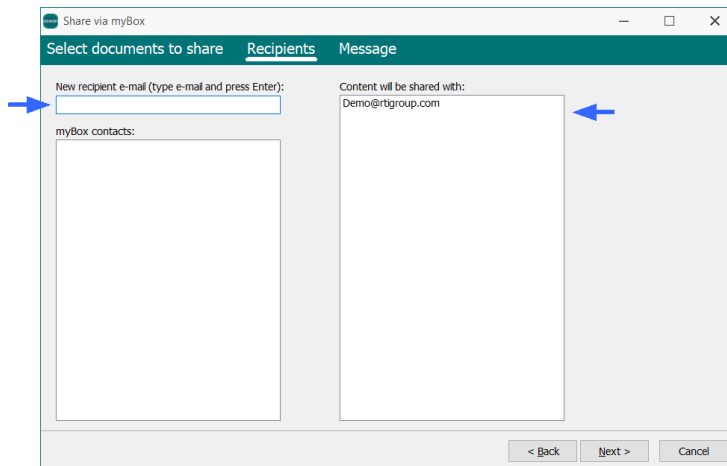 Share via myBox
Select documents to share Recipients Message
New recipient e-mail (type e-mail and press Enter):
myBox contacts:
Content will be shared with:
Demo@rtigroup.com
< Back Next > Cancel